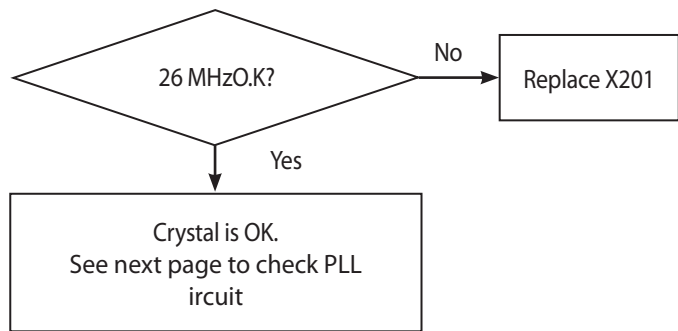 26 MHzO.K?
No
Replace X201
Yes
Crystal is OK.
See next page to check PLL
ircuit